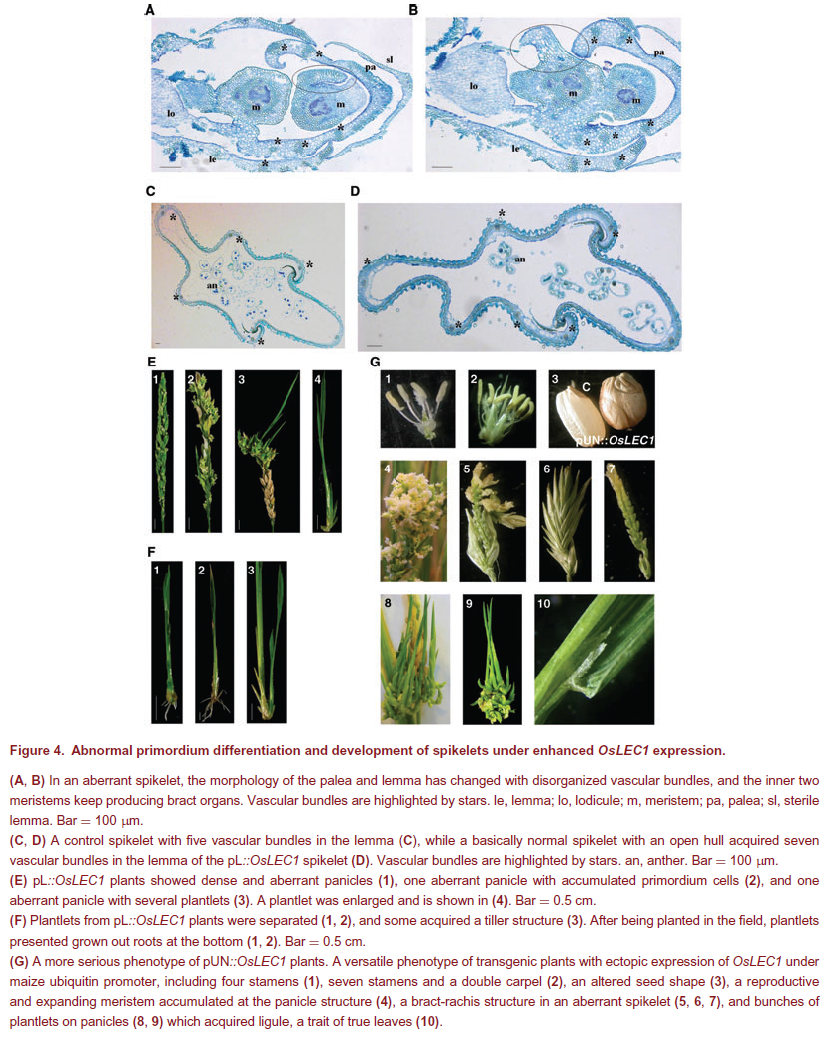 A
B
*
*
sl
pa
lo
m
m
*
*
*
*
le
*
*
pa
lo
m
m
*
*
*
*
le
C
D
*
*
*
an
*
*
*
*
*
an
*
*
*
E
G
1
2
3
4
1
2
3
C
pUN::OsLEC1
4
5
6
7
F
1
2
3
8
9
10
Figure 4. Abnormal primordium differentiation and development of spikelets under enhanced OsLEC1 expression.
(A, B) In an aberrant spikelet, the morphology of the palea and lemma has changed with disorganized vascular bundles, and the inner two
meristems keep producing bract organs. Vascular bundles are highlighted by stars. le, lemma; lo, lodicule; m, meristem; pa, palea; sl, sterile
lemma. Bar = 100 μm.
(C, D) A control spikelet with five vascular bundles in the lemma (C), while a basically normal spikelet with an open hull acquired seven
vascular bundles in the lemma of the pL::OsLEC1 spikelet (D). Vascular bundles are highlighted by stars. an, anther. Bar = 100 μm.
(E) pL::OsLEC1 plants showed dense and aberrant panicles (1), one aberrant panicle with accumulated primordium cells (2), and one
aberrant panicle with several plantlets (3). A plantlet was enlarged and is shown in (4). Bar = 0.5 cm.
(F) Plantlets from pL::OsLEC1 plants were separated (1, 2), and some acquired a tiller structure (3). After being planted in the field, plantlets
presented grown out roots at the bottom (1, 2). Bar = 0.5 cm.
(G) A more serious phenotype of pUN::OsLEC1 plants. A versatile phenotype of transgenic plants with ectopic expression of OsLEC1 under
maize ubiquitin promoter, including four stamens (1), seven stamens and a double carpel (2), an altered seed shape (3), a reproductive
and expanding meristem accumulated at the panicle structure (4), a bract-rachis structure in an aberrant spikelet (5, 6, 7), and bunches of
plantlets on panicles (8, 9) which acquired ligule, a trait of true leaves (10).